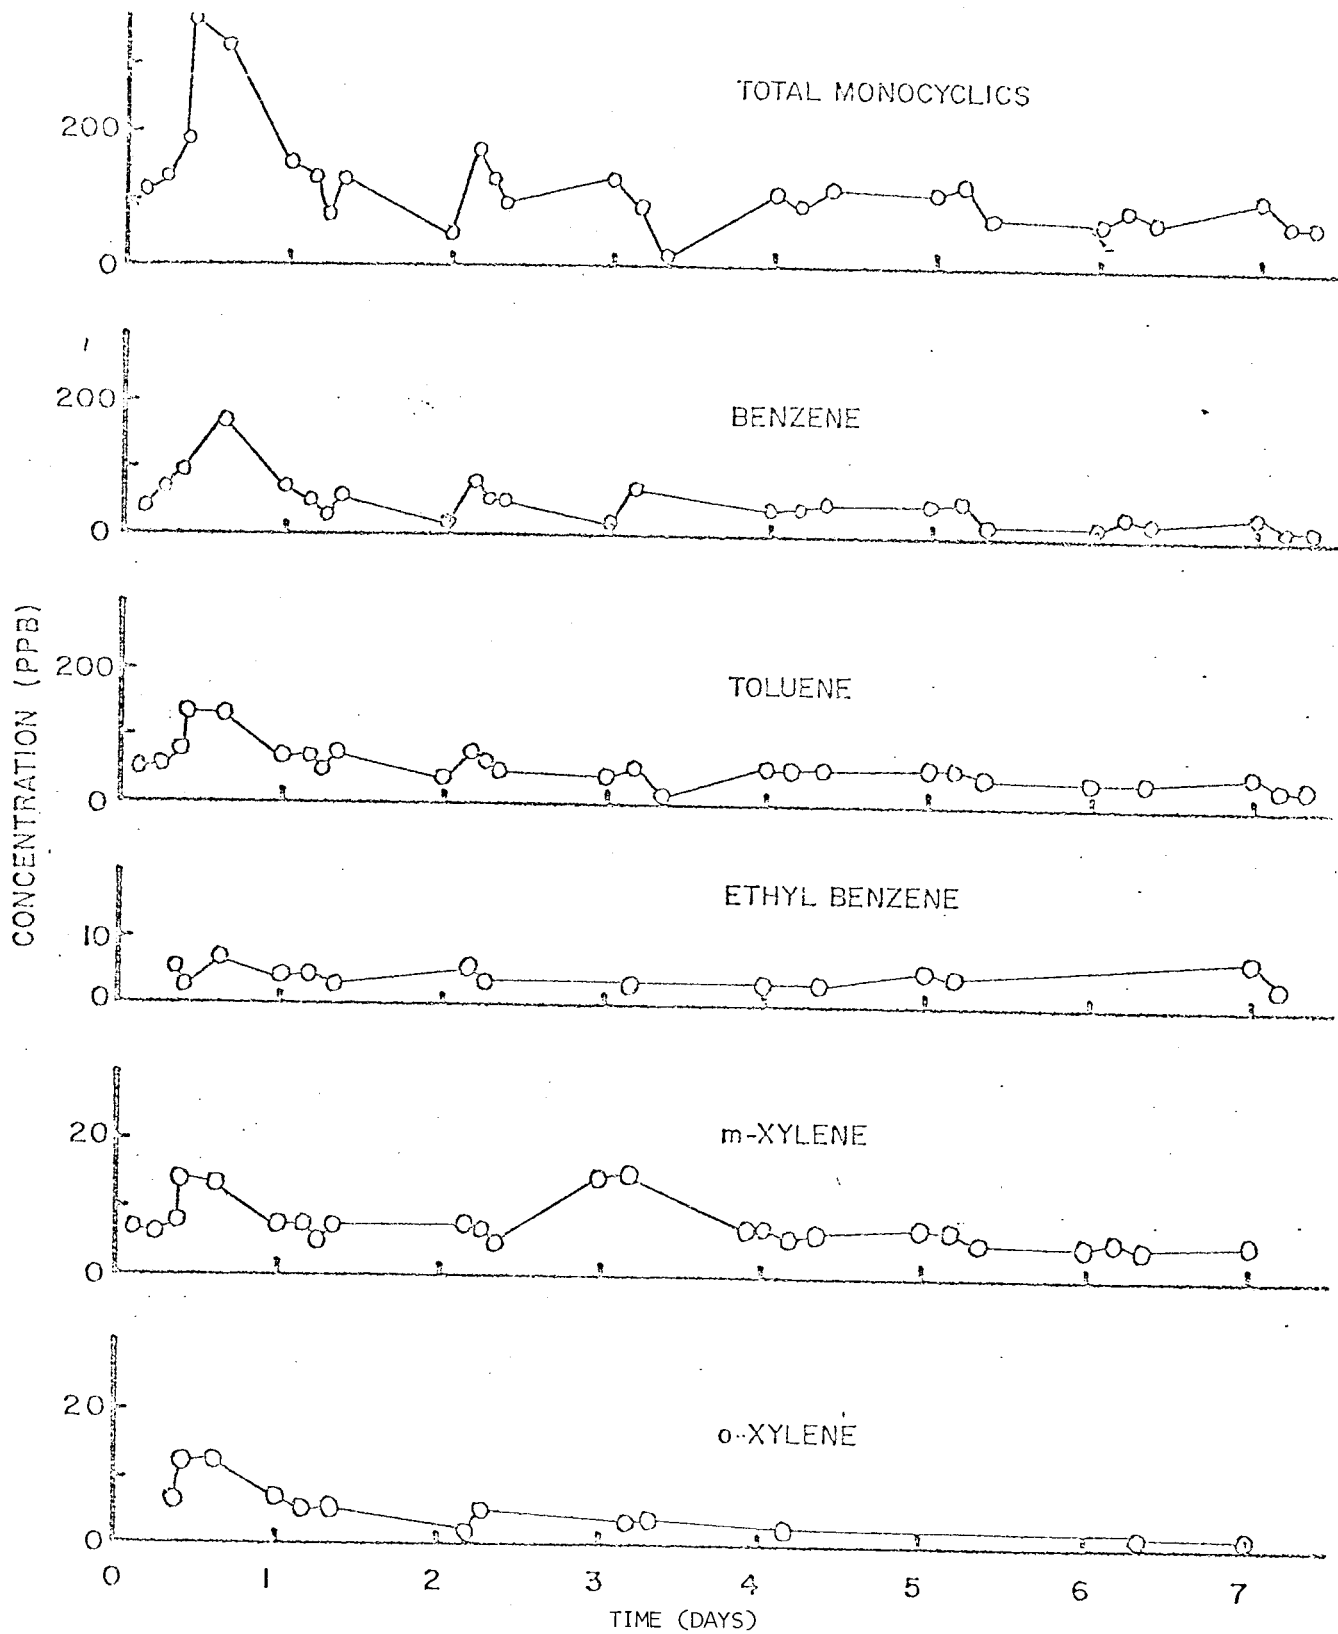 TOTAL MONOCYCLICS
200
0
BENZENE
200
0
CONCENTRATION (PPB)
TOLUENE
200
0
ETHYL BENZENE
10
0
m-XYLENE
20
0
o-XYLENE
20
0
0 1 2 3 4 5 6 7
TIME (DAYS)